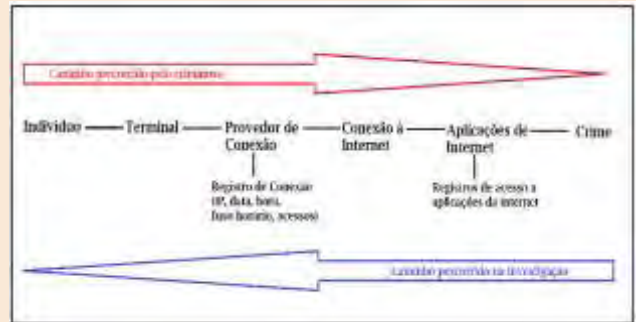 Caminho percorrido pelo criminoso
Indivíduo Terminal Provedor de Conexão à Aplicações de Crime
Conexão Internet Internet
Registro de Conexão Registros de acesso a
(IP, data, hora, aplicações da internet
fuso horário, acessos)
Caminho percorrido na investigação